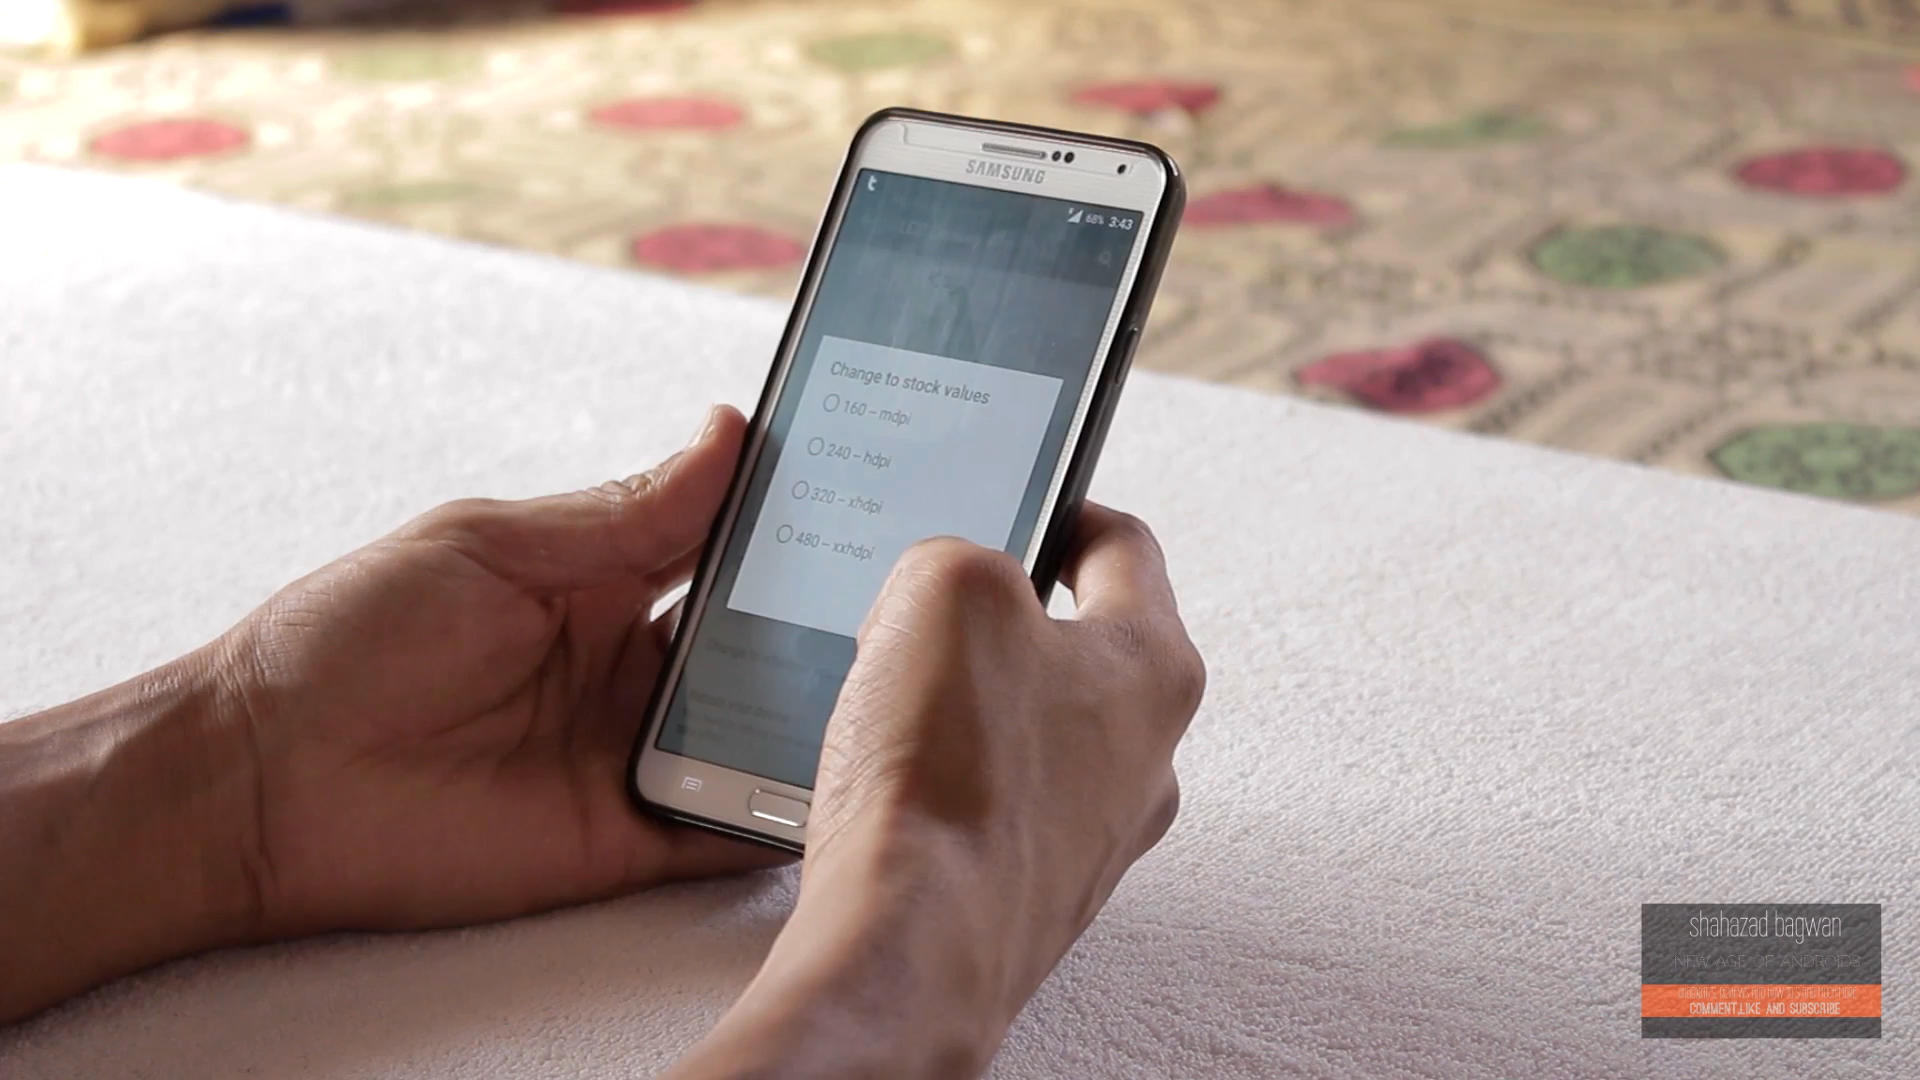 SAMSUNG
t
68% 3:43
Change to stock values
160 – mdpi
240 – hdpi
320 – xhdpi
480 – xxhdpi
shahazad bagwan
NEW AGE OF ANDROIDS
COMMENT,LIKE AND SUBSCRIBE